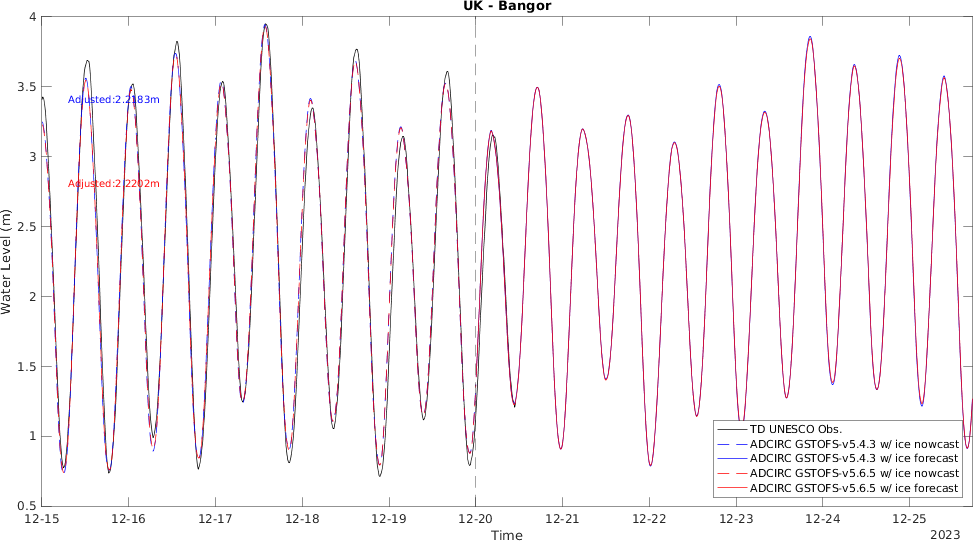 UK - Bangor
4
3.5
3
2.5
2
1.5
1
0.5
Water Level (m)
Adjusted:2.2183m
Adjusted:2.2202m
TD UNESCO Obs.
ADCIRC GSTOFS-v5.4.3 w/ ice nowcast
ADCIRC GSTOFS-v5.4.3 w/ ice forecast
ADCIRC GSTOFS-v5.6.5 w/ ice nowcast
ADCIRC GSTOFS-v5.6.5 w/ ice forecast
12-15 12-16 12-17 12-18 12-19 12-20 12-21 12-22 12-23 12-24 12-25
Time
2023